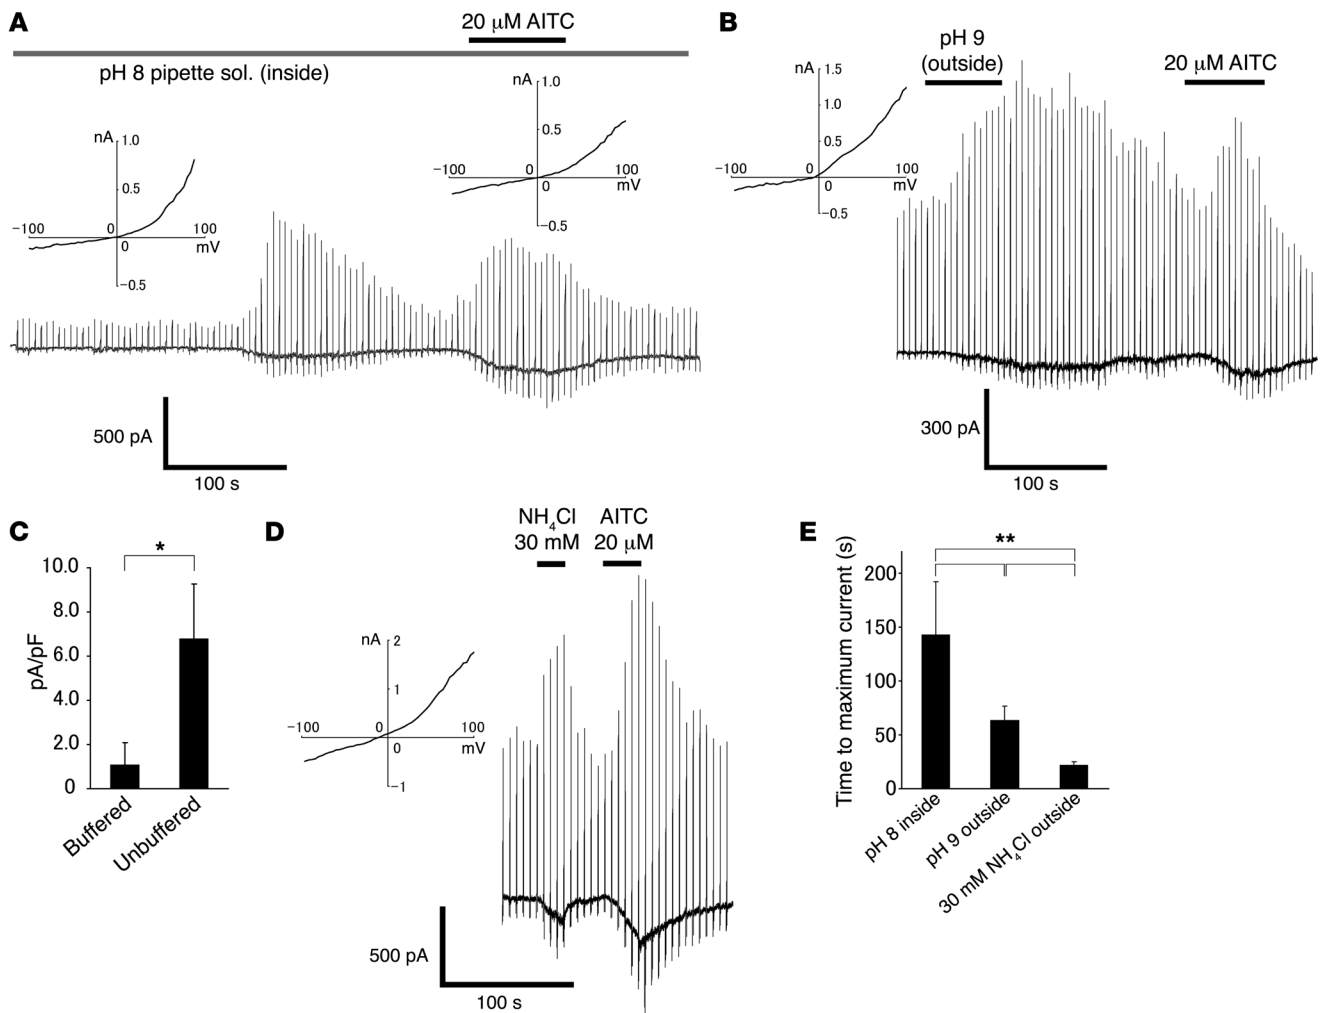 A
20 μM AITC
pH 8 pipette sol. (inside)
nA
1.0
0.5
−100
0
100
0
mV
−0.5
nA
1.0
0.5
−100
0
100
0
mV
−0.5
500 pA
100 s
B
pH 9
(outside)
20 μM AITC
nA
1.5
1.0
0.5
−100
0
100
0
mV
−0.5
300 pA
100 s
C
*
10.0
8.0
6.0
4.0
2.0
0
pA/pF
Buffered
Unbuffered
D
NH4Cl
30 mM
AITC
20 μM
nA
2
1
−100
0
100
0
mV
−1
500 pA
100 s
E
**
Time to maximum current (s)
200
150
100
50
0
pH 8 inside
pH 9 outside
30 mM NH4Cl outside